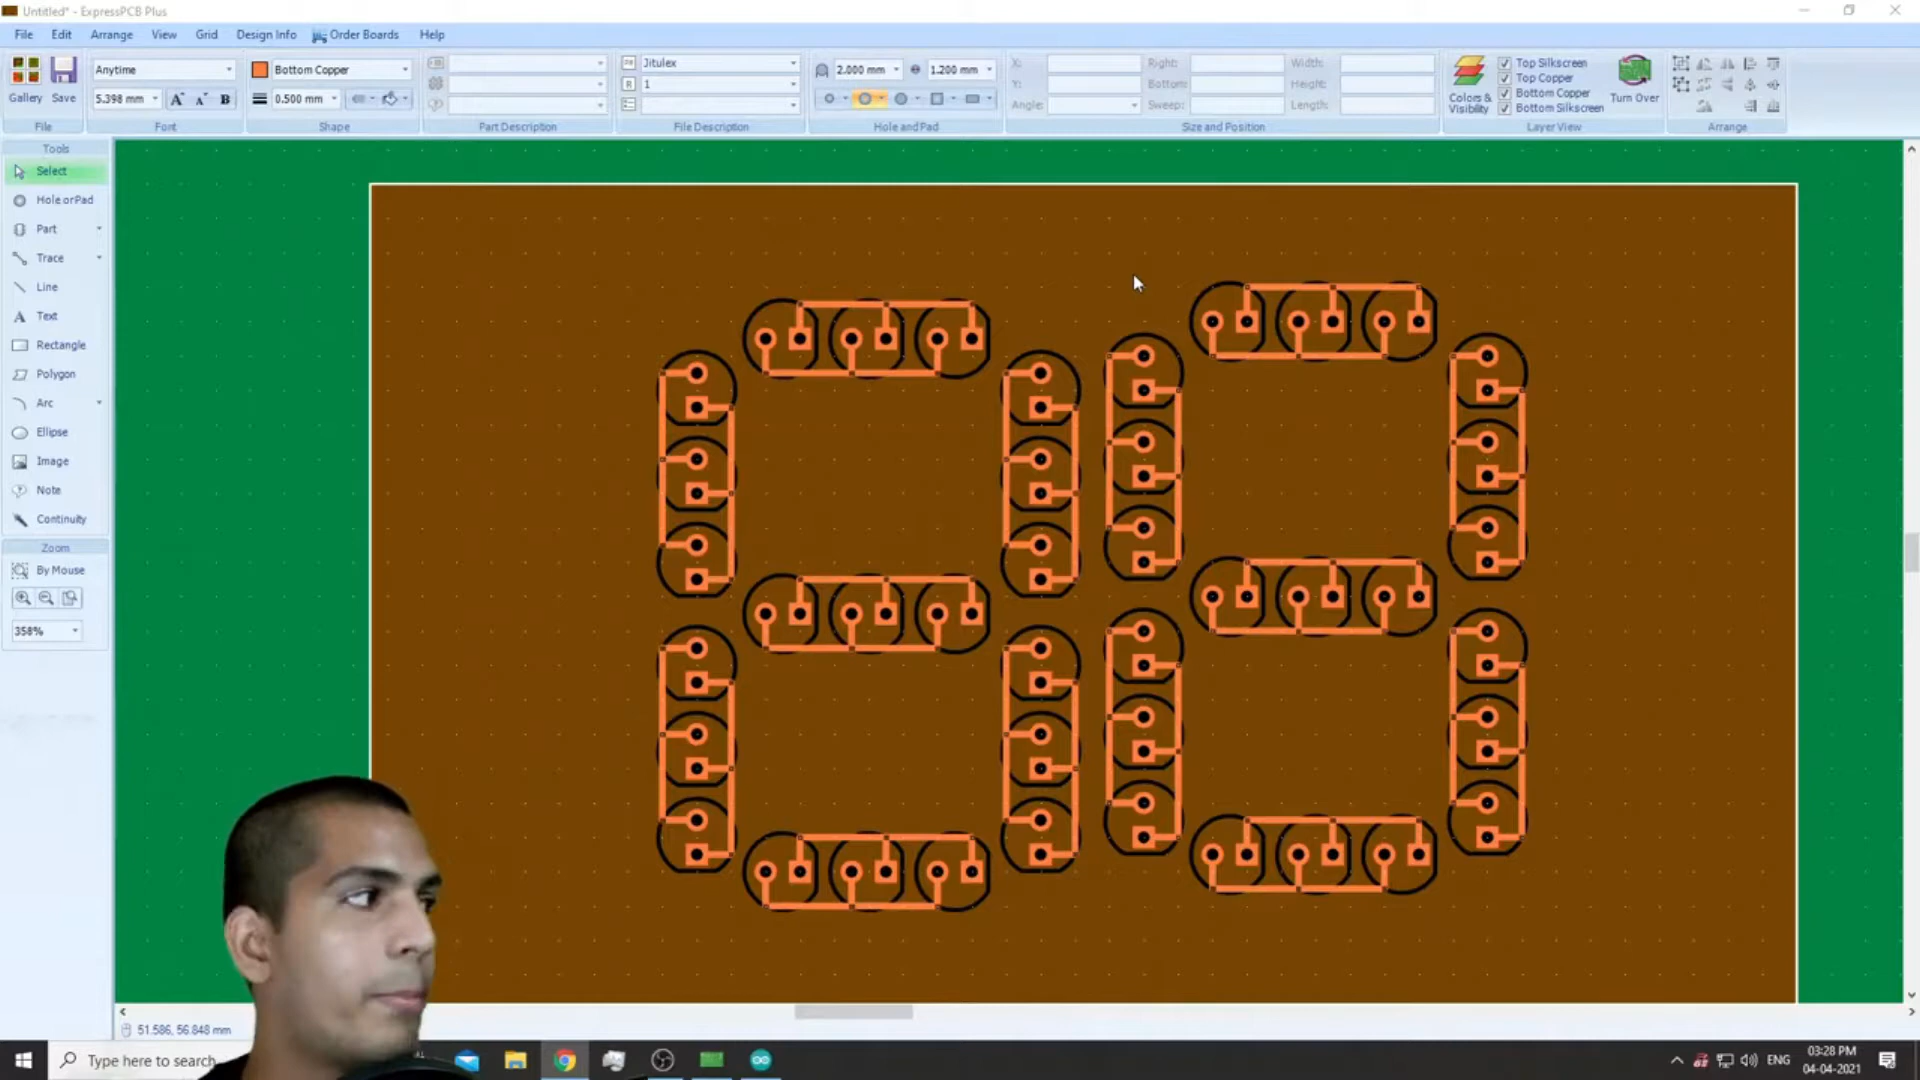 Untitled* - ExpressPCB Plus
File Edit Arrange View Grid Design Info Order Boards Help
Gallery Save
File
Anytime
5.398 mm A A B
Font
Bottom Copper
0.500 mm
Shape
Part Description
Jitulex
1
File Description
2.000 mm 1.200 mm
Hole and Pad
X: Right: Width:
Y: Bottom: Height:
Angle: Sweep: Length:
Size and Position
Colors & Visibility
Top Silkscreen
Top Copper
Bottom Copper
Bottom Silkscreen
Turn Over
Layer View
Arrange
Tools
Select
Hole or Pad
Part
Trace
Line
Text
Rectangle
Polygon
Arc
Ellipse
Image
Note
Continuity
Zoom
By Mouse
358%
51.586, 56.848 mm
Type here to search
ENG
03:28 PM
04-04-2021